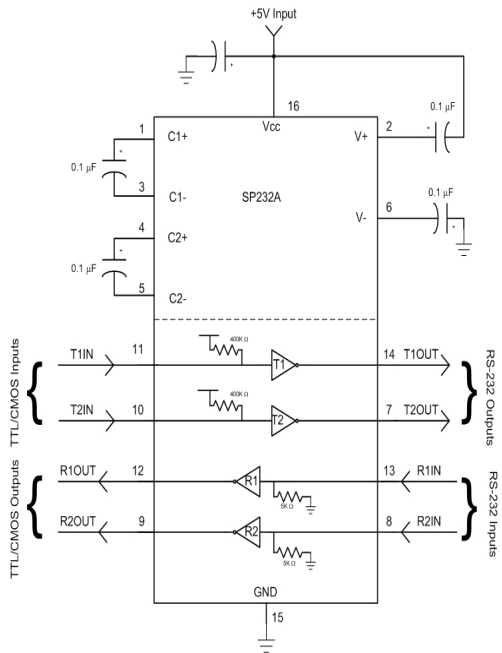 +5V Input
16
Vcc
1
C1+
0.1 µF
3
C1-
4
C2+
0.1 µF
5
C2-
SP232A
V+
2
0.1 µF
V-
6
0.1 µF
TTL/CMOS Inputs
T1IN
11
400K Ω
T1
14
T1OUT
T2IN
10
400K Ω
T2
7
T2OUT
RS-232 Outputs
TTL/CMOS Outputs
R1OUT
12
R1
5K Ω
13
R1IN
R2OUT
9
R2
5K Ω
8
R2IN
RS-232 Inputs
GND
15